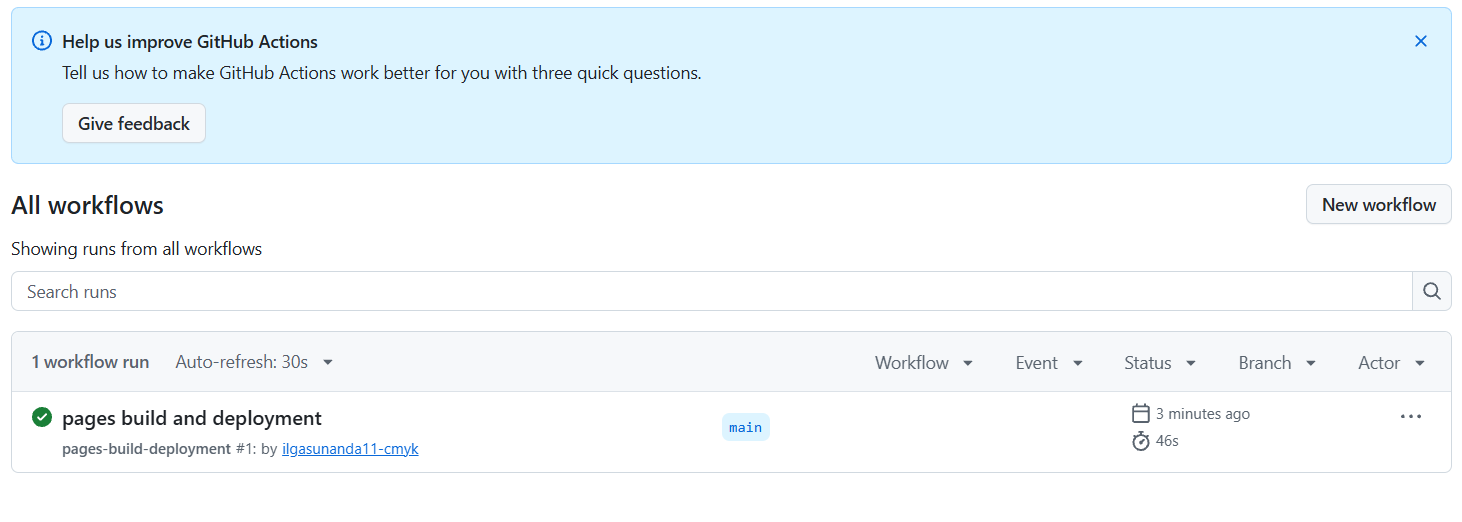 Help us improve GitHub Actions
Tell us how to make GitHub Actions work better for you with three quick questions.
Give feedback
All workflows
New workflow
Showing runs from all workflows
Search runs
1 workflow run Auto-refresh: 30s Workflow Event Status Branch Actor
pages build and deployment
pages-build-deployment #1: by ilgasunanda11-cmyk
main
3 minutes ago
46s